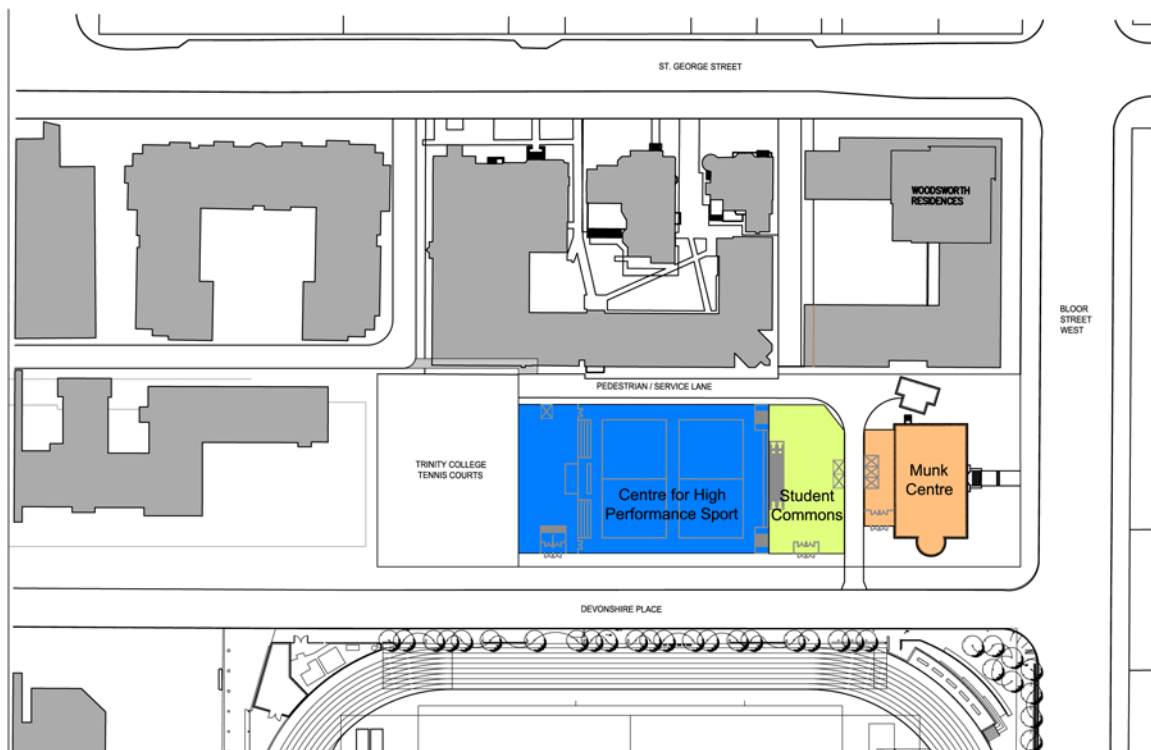 ST. GEORGE STREET
WOODSWORTH
RESIDENCES
BLOOR
STREET
WEST
PEDESTRIAN / SERVICE LANE
TRINITY COLLEGE
TENNIS COURTS
Centre for High
Performance Sport
Student
Commons
Munk
Centre
DEVONSHIRE PLACE